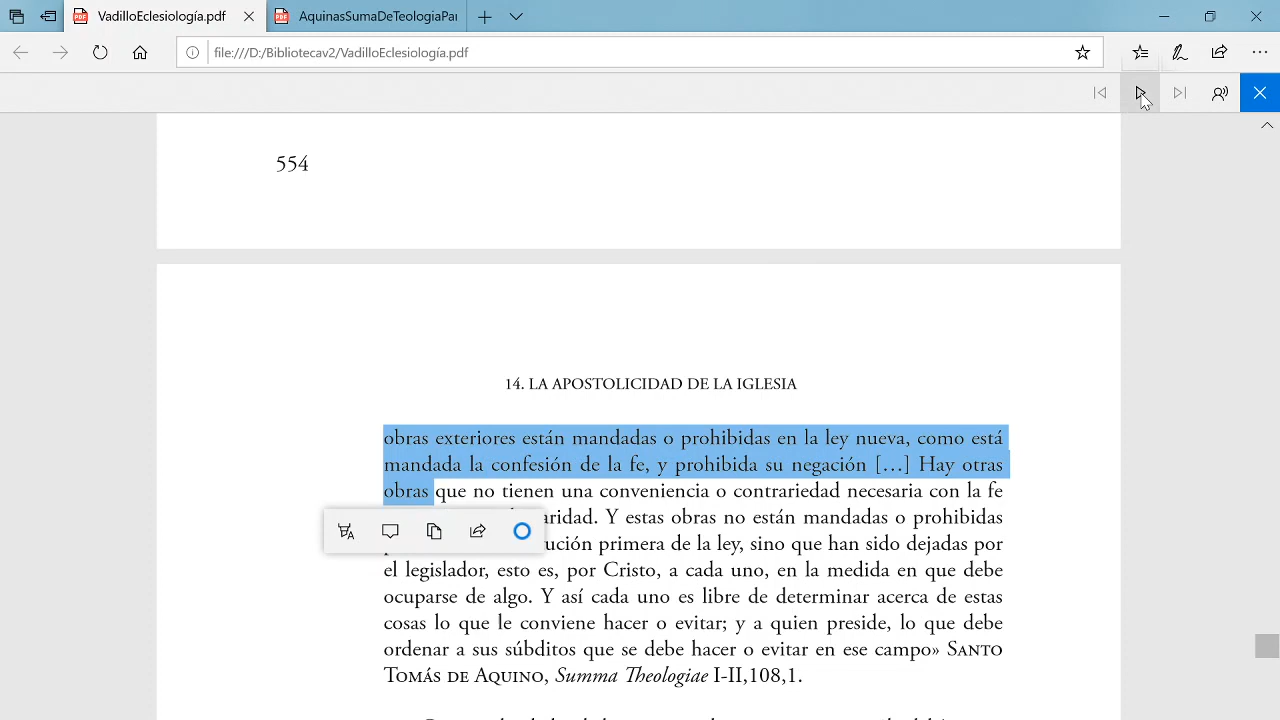 VadilloEclesiología.pdf
AquinasSumaDeTeologiaPar
file:///D:/Bibliotecav2/VadilloEclesiología.pdf
554
14. LA APOSTOLICIDAD DE LA IGLESIA
obras exteriores están mandadas o prohibidas en la ley nueva, como está
mandada la confesión de la fe, y prohibida su negación […] Hay otras
obras que no tienen una conveniencia o contrariedad necesaria con la fe
aridad. Y estas obras no están mandadas o prohibidas
ución primera de la ley, sino que han sido dejadas por
el legislador, esto es, por Cristo, a cada uno, en la medida en que debe
ocuparse de algo. Y así cada uno es libre de determinar acerca de estas
cosas lo que le conviene hacer o evitar; y a quien preside, lo que debe
ordenar a sus súbditos que se debe hacer o evitar en ese campo» SANTO
TOMÁS DE AQUINO, Summa Theologiae I-II,108,1.